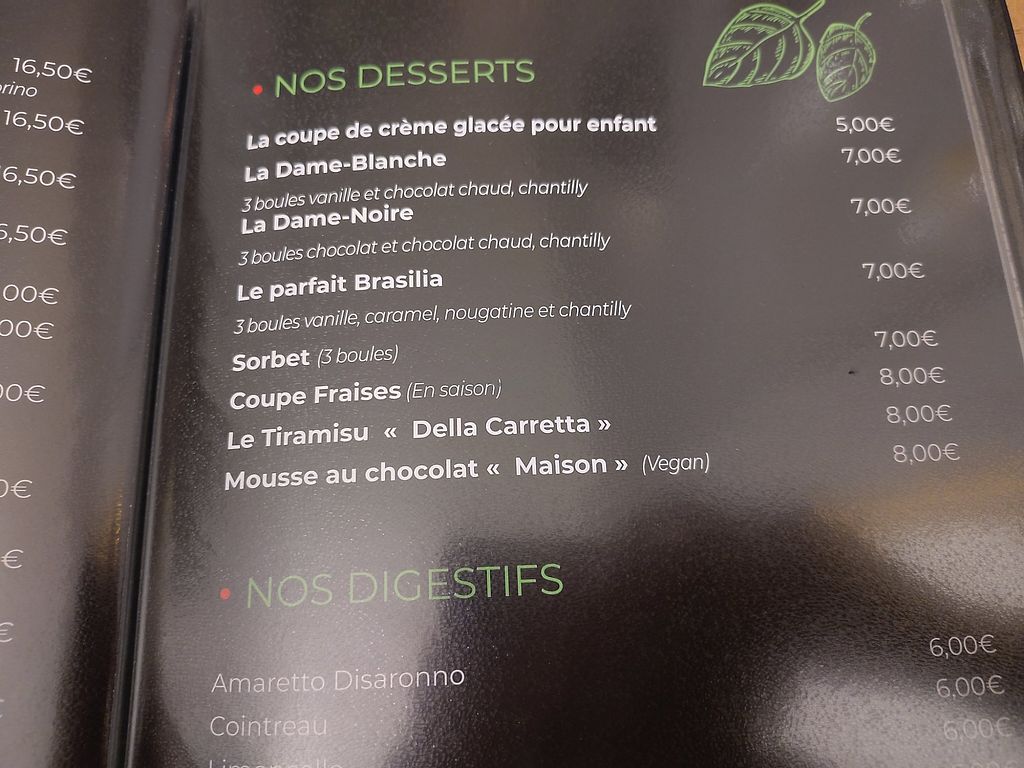 16,50€
16,50€
6,50€
6,50€
00€
00€
0€
0€
€
€
NOS DESSERTS
La coupe de crème glacée pour enfant 5,00€
La Dame-Blanche 7,00€
3 boules vanille et chocolat chaud, chantilly
La Dame-Noire 7,00€
3 boules chocolat et chocolat chaud, chantilly
Le parfait Brasilia 7,00€
3 boules vanille, caramel, nougatine et chantilly
Sorbet (3 boules) 7,00€
Coupe Fraises (En saison) 8,00€
Le Tiramisu « Della Carretta » 8,00€
Mousse au chocolat « Maison » (Vegan) 8,00€
NOS DIGESTIFS
6,00€
Amaretto Disaronno 6,00€
Cointreau 6,00€
Limoncello